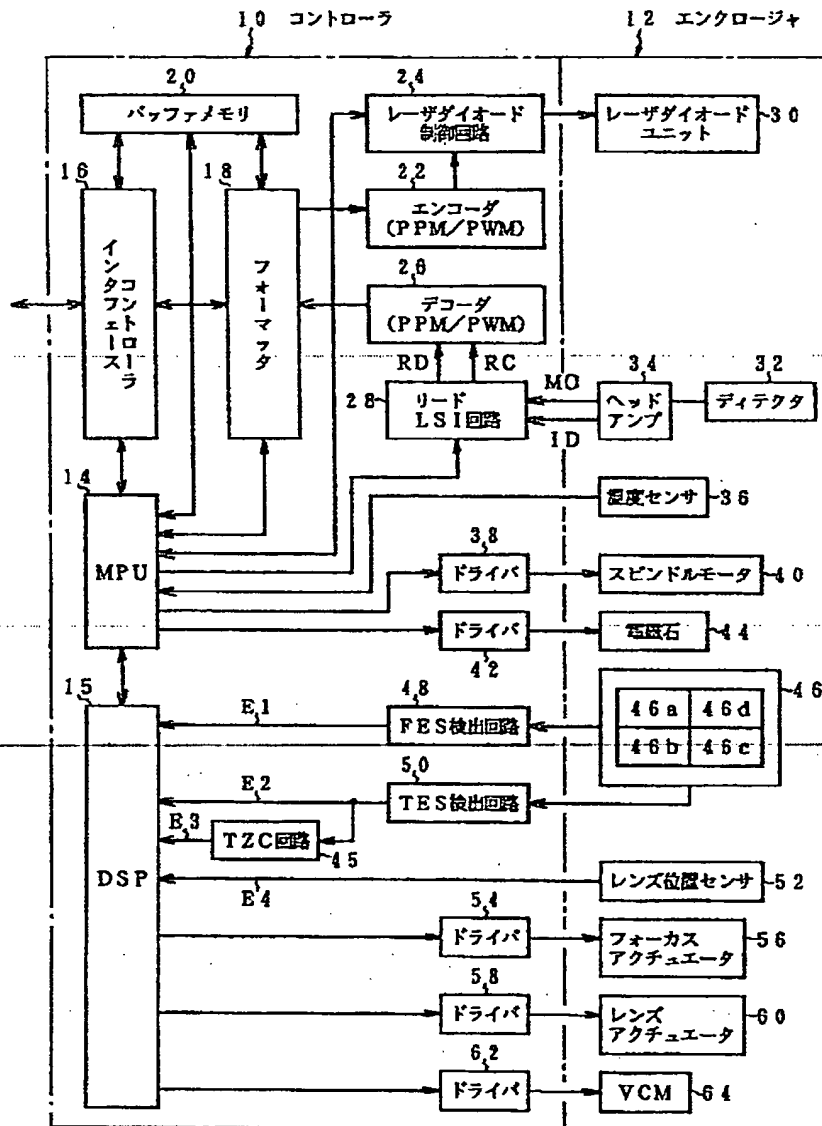 10 コントローラ
12 エンクロージャ
20
バッファメモリ
24
レーザダイオード
制御回路
レーザダイオード
ユニット
30
16
コントローラ
インタフェース
18
フォーマッタ
22
エンコーダ
(PPM/PWM)
26
デコーダ
(PPM/PWM)
RD
RC
28
リード
LSI回路
MO
ID
34
ヘッド
アンプ
32
ディテクタ
14
MPU
温度センサ
36
38
ドライバ
スピンドルモータ
40
ドライバ
42
電磁石
44
15
DSP
E1
48
FES検出回路
46
46a
46d
46b
46c
E2
50
TES検出回路
E3
TZC回路
45
E4
レンズ位置センサ
52
54
ドライバ
フォーカス
アクチュエータ
56
58
ドライバ
レンズ
アクチュエータ
60
62
ドライバ
VCM
64